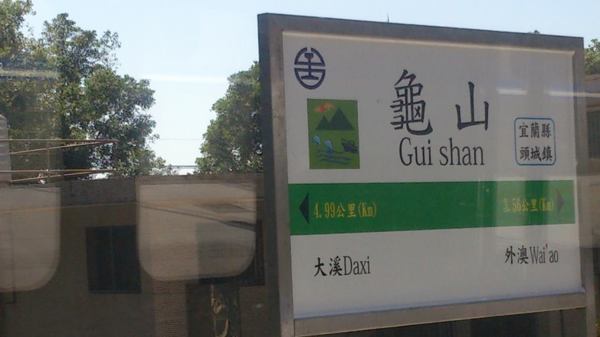 龜山
Gui shan
宜蘭縣
頭城鎮
4.99公里(Km)
3.56公里(Km)
大溪Daxi
外澳Wai'ao